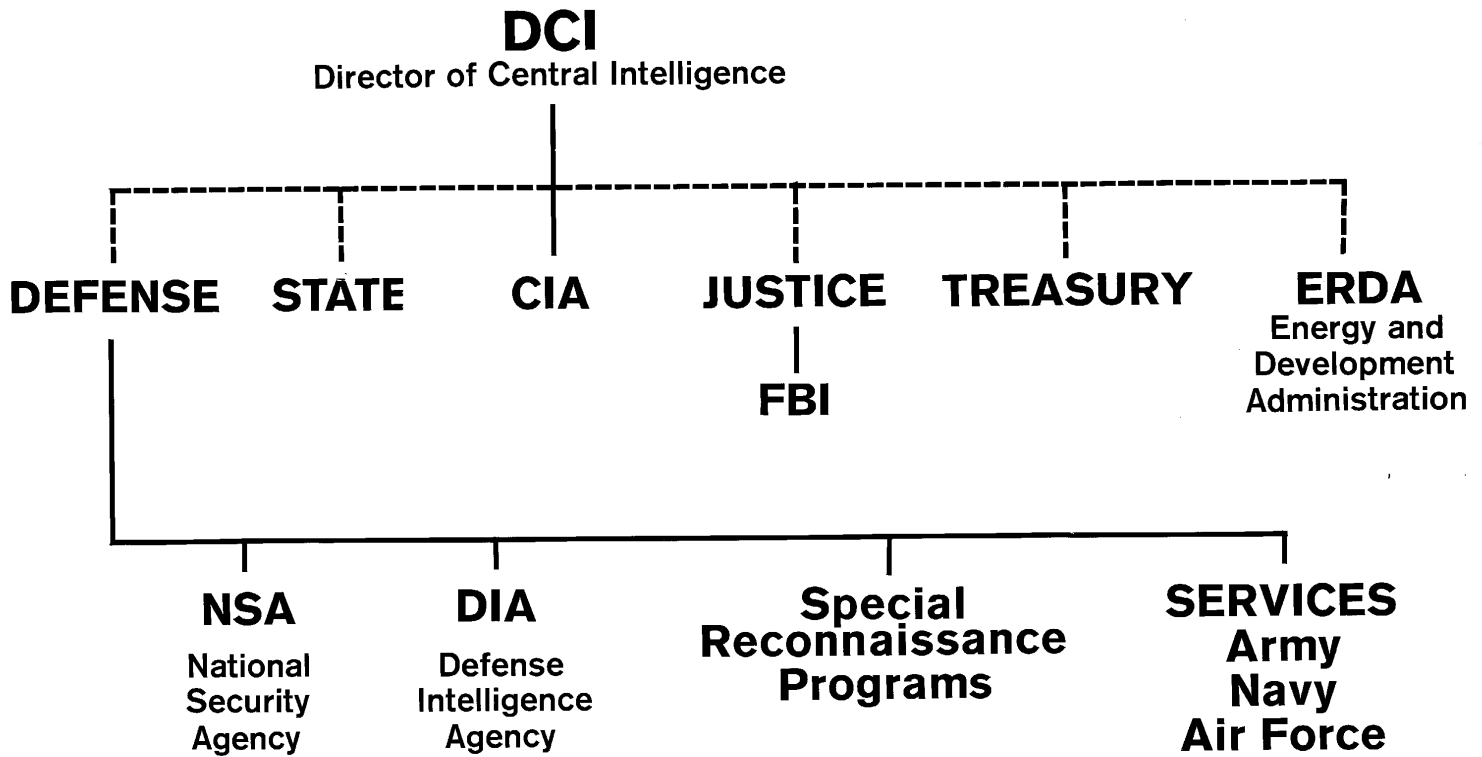 DCI
Director of Central Intelligence
DEFENSE
STATE
CIA
JUSTICE
TREASURY
ERDA
Energy and
Development
Administration
FBI
NSA
National
Security
Agency
DIA
Defense
Intelligence
Agency
Special
Reconnaissance
Programs
SERVICES
Army
Navy
Air Force